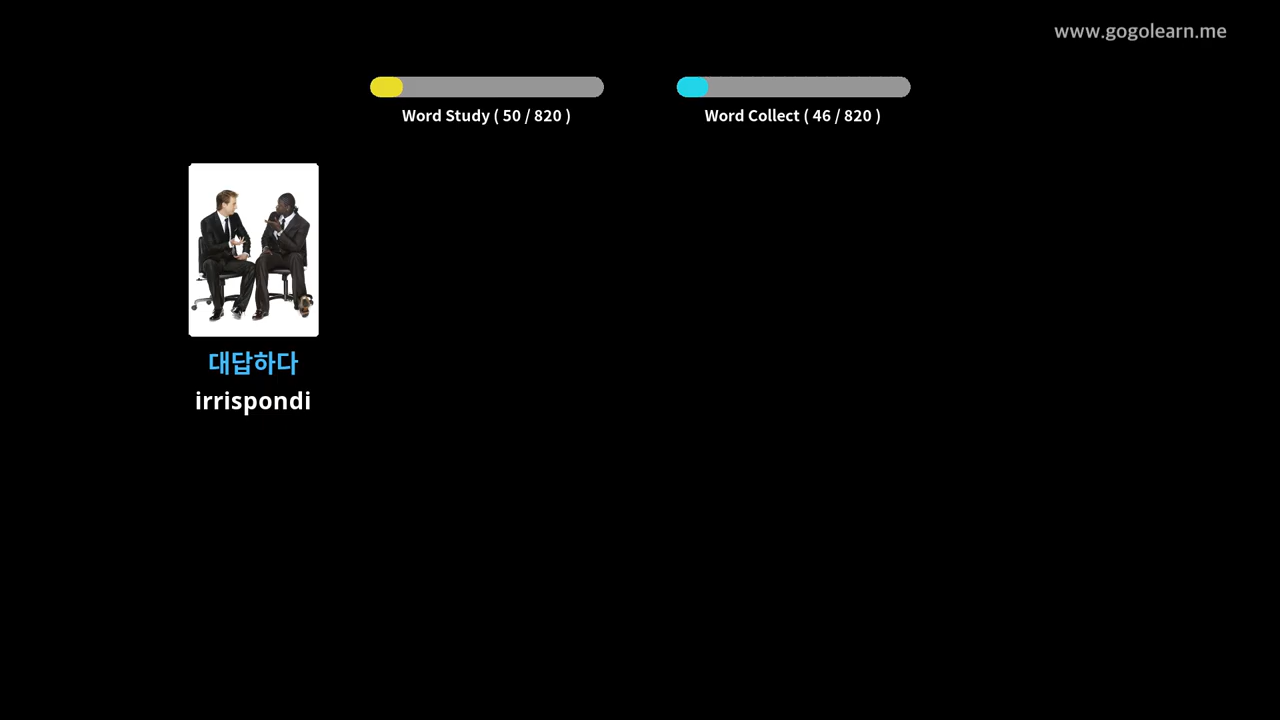 www.gogolearn.me
Word Study ( 50 / 820 )
Word Collect ( 46 / 820 )
대답하다
irrispondi